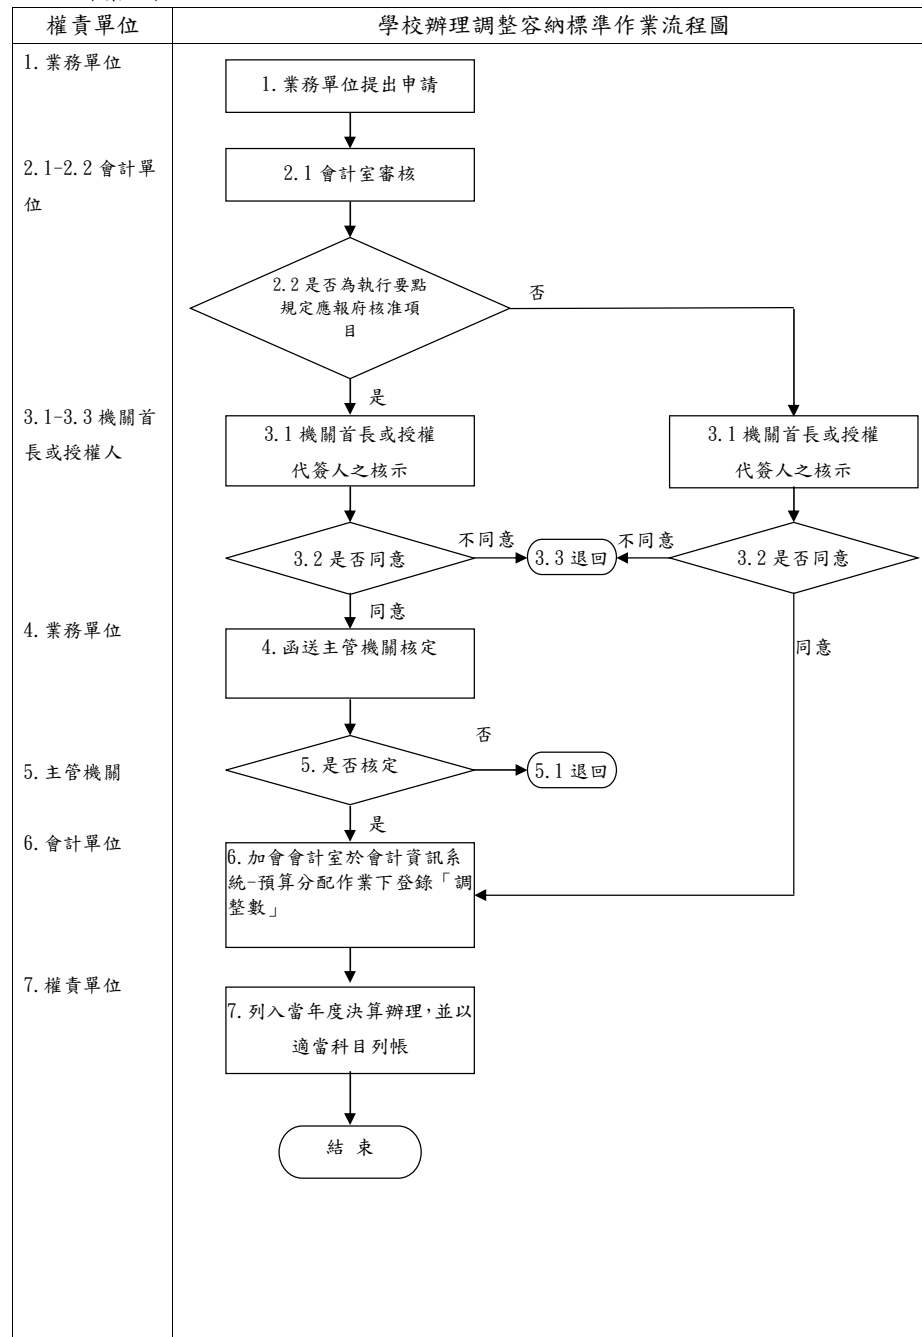 權責單位
學校辦理調整容納標準作業流程圖
1.業務單位
1.業務單位提出申請
2.1-2.2會計單
位
2.1會計室審核
2.2是否為執行要點
規定應報府核准項
目
否
是
3.1-3.3機關首
長或授權人
3.1機關首長或授權
代簽人之核示
3.1機關首長或授權
代簽人之核示
3.2是否同意
不同意
3.3退回
不同意
3.2是否同意
同意
4.業務單位
4.函送主管機關核定
同意
5.主管機關
5.是否核定
否
5.1退回
是
6.會計單位
6.加會會計室於會計資訊系
統-預算分配作業下登錄「調
整數」
7.權責單位
7.列入當年度決算辦理，並以
適當科目列帳
結 束